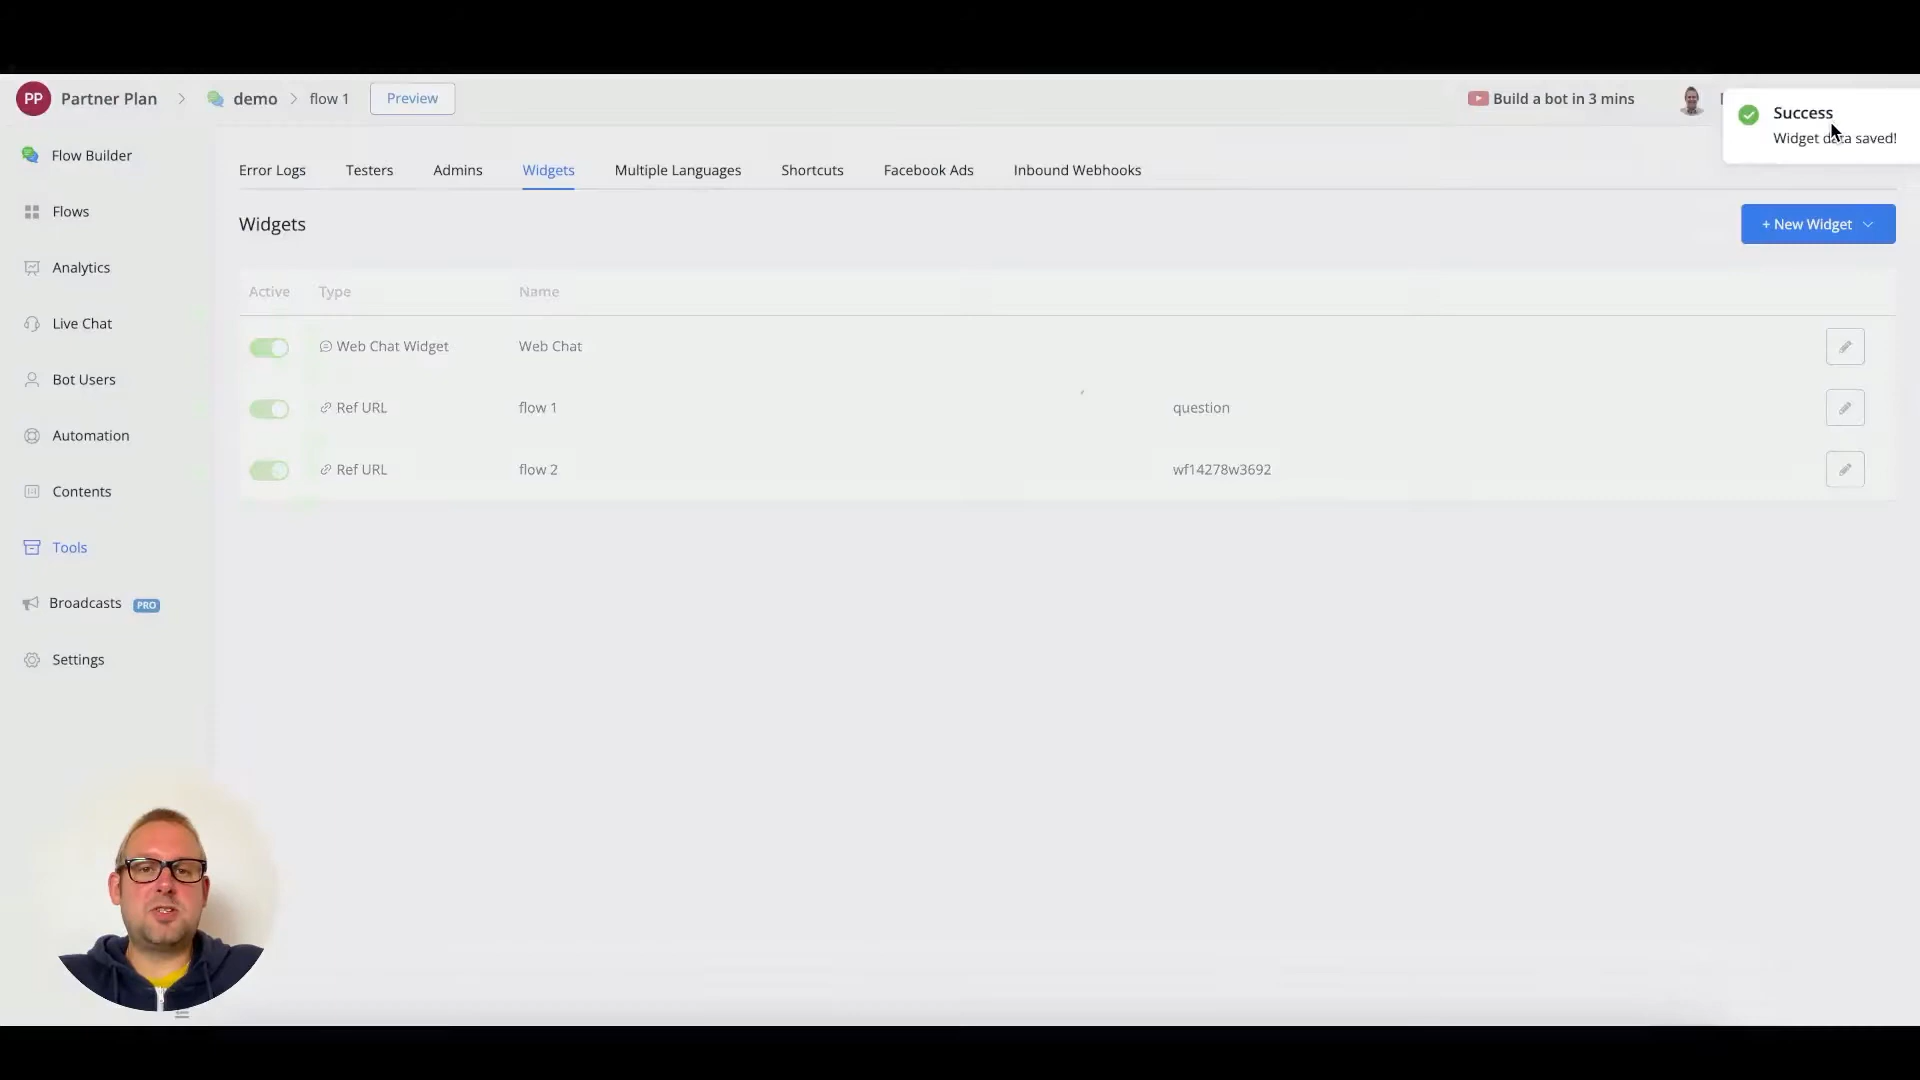 PP Partner Plan > demo > flow 1 Preview
Build a bot in 3 mins
Success
Widget data saved!
Flow Builder
Flows
Analytics
Live Chat
Bot Users
Automation
Contents
Tools
Broadcasts PRO
Settings
Error Logs Testers Admins Widgets Multiple Languages Shortcuts Facebook Ads Inbound Webhooks
Widgets
+ New Widget
Active Type Name
Web Chat Widget Web Chat
Ref URL flow 1 question
Ref URL flow 2 wf14278w3692